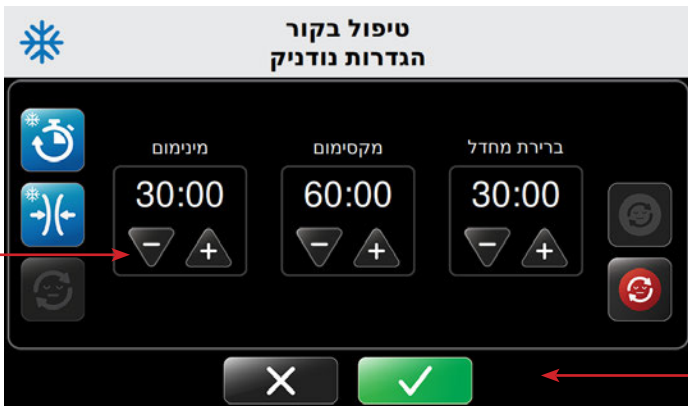 טיפול בקור
הגדרות נודניק
ברירת מחדל
מקסימום
מינימום
30:00
60:00
30:00
− +
− +
− +